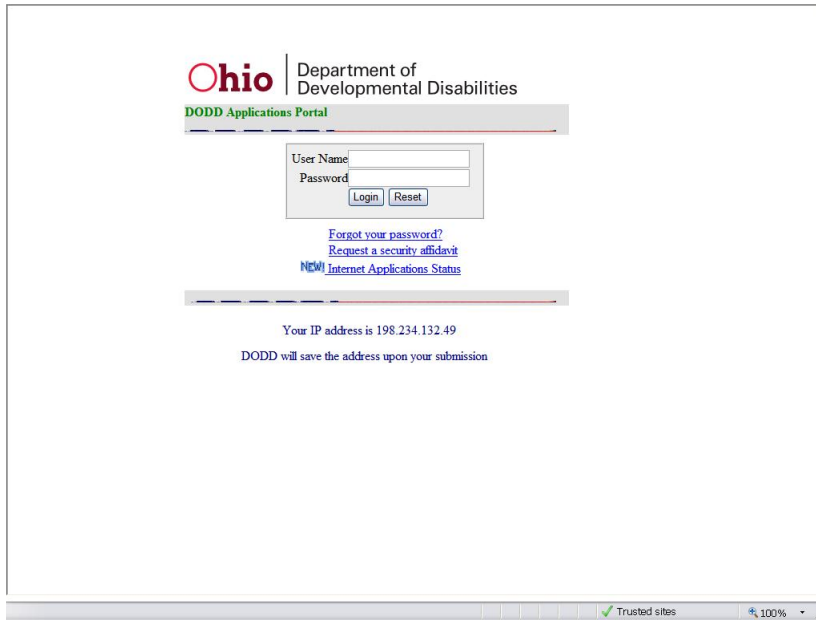 Ohio
Department of
Developmental Disabilities
DODD Applications Portal
User Name
Password
Login Reset
Forgot your password?
Request a security affidavit
NEW! Internet Applications Status
Your IP address is 198.234.132.49
DODD will save the address upon your submission
Trusted sites 100%